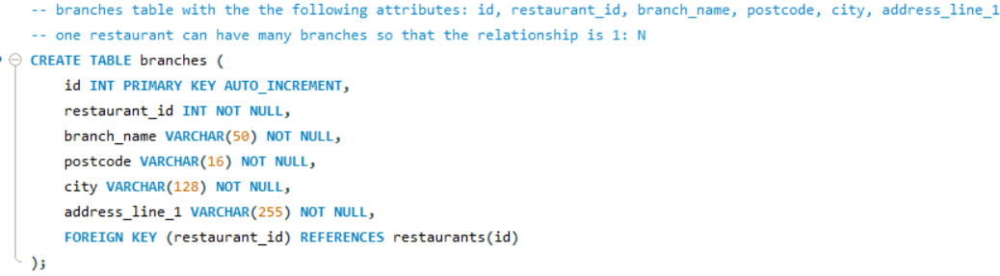 -- branches table with the the following attributes: id, restaurant_id, branch_name, postcode, city, address_line_1
-- one restaurant can have many branches so that the relationship is 1: N
CREATE TABLE branches (
    id INT PRIMARY KEY AUTO_INCREMENT,
    restaurant_id INT NOT NULL,
    branch_name VARCHAR(50) NOT NULL,
    postcode VARCHAR(16) NOT NULL,
    city VARCHAR(128) NOT NULL,
    address_line_1 VARCHAR(255) NOT NULL,
    FOREIGN KEY (restaurant_id) REFERENCES restaurants(id)
);